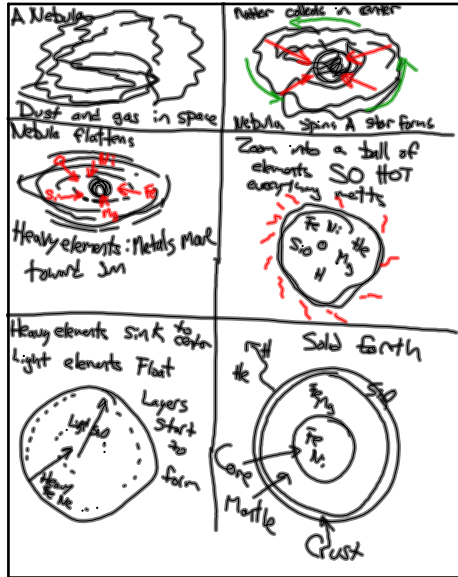 A Nebula
Dust and gas in space
Matter collects in center
Nebula spins A star forms
Nebula flattens
O Ni
Si Fe
Mg
Heavy elements: Metals move
toward sun
Zoom into a ball of
elements SO HOT
everything melts
Fe Ni
SiO O He
Mg
H
Heavy elements sink to center
Light elements Float
Layers
start
to
form
Light SiO
Heavy
Fe
Solid Earth
H
He
SiO
Fe
Mg
Fe
Ni
Core
Mantle
Crust